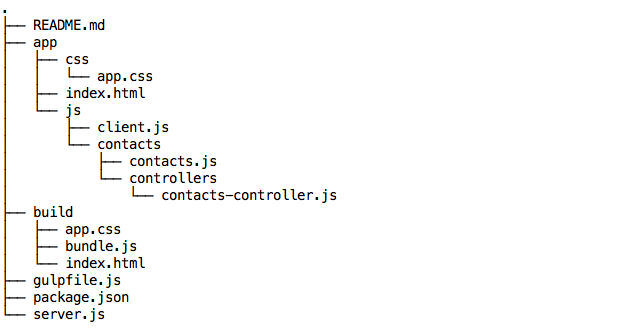 .
├── README.md
├── app
│   ├── css
│   │   └── app.css
│   ├── index.html
│   └── js
│       ├── client.js
│       └── contacts
│           ├── contacts.js
│           └── controllers
│               └── contacts-controller.js
├── build
│   ├── app.css
│   ├── bundle.js
│   └── index.html
├── gulpfile.js
├── package.json
└── server.js